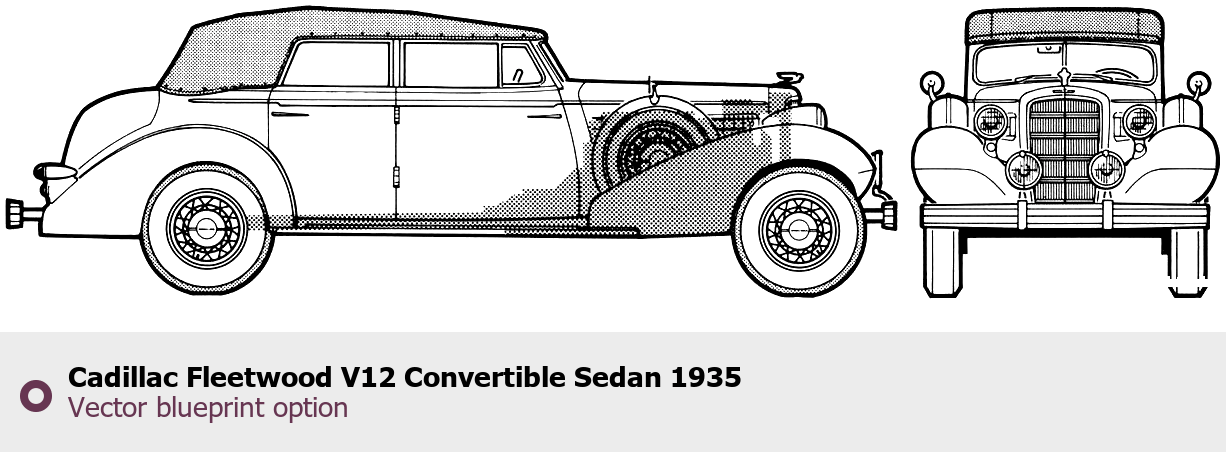 Cadillac Fleetwood V12 Convertible Sedan 1935
Vector blueprint option